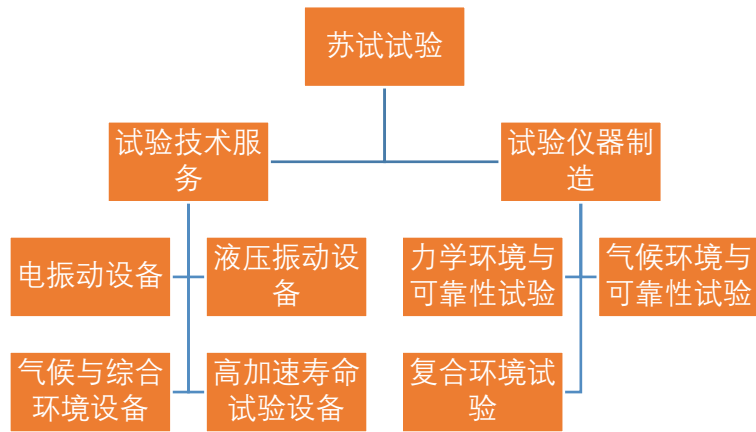 苏试试验
试验技术服
务
试验仪器制
造
电振动设备
液压振动设
备
力学环境与
可靠性试验
气候环境与
可靠性试验
气候与综合
环境设备
高加速寿命
试验设备
复合环境试
验